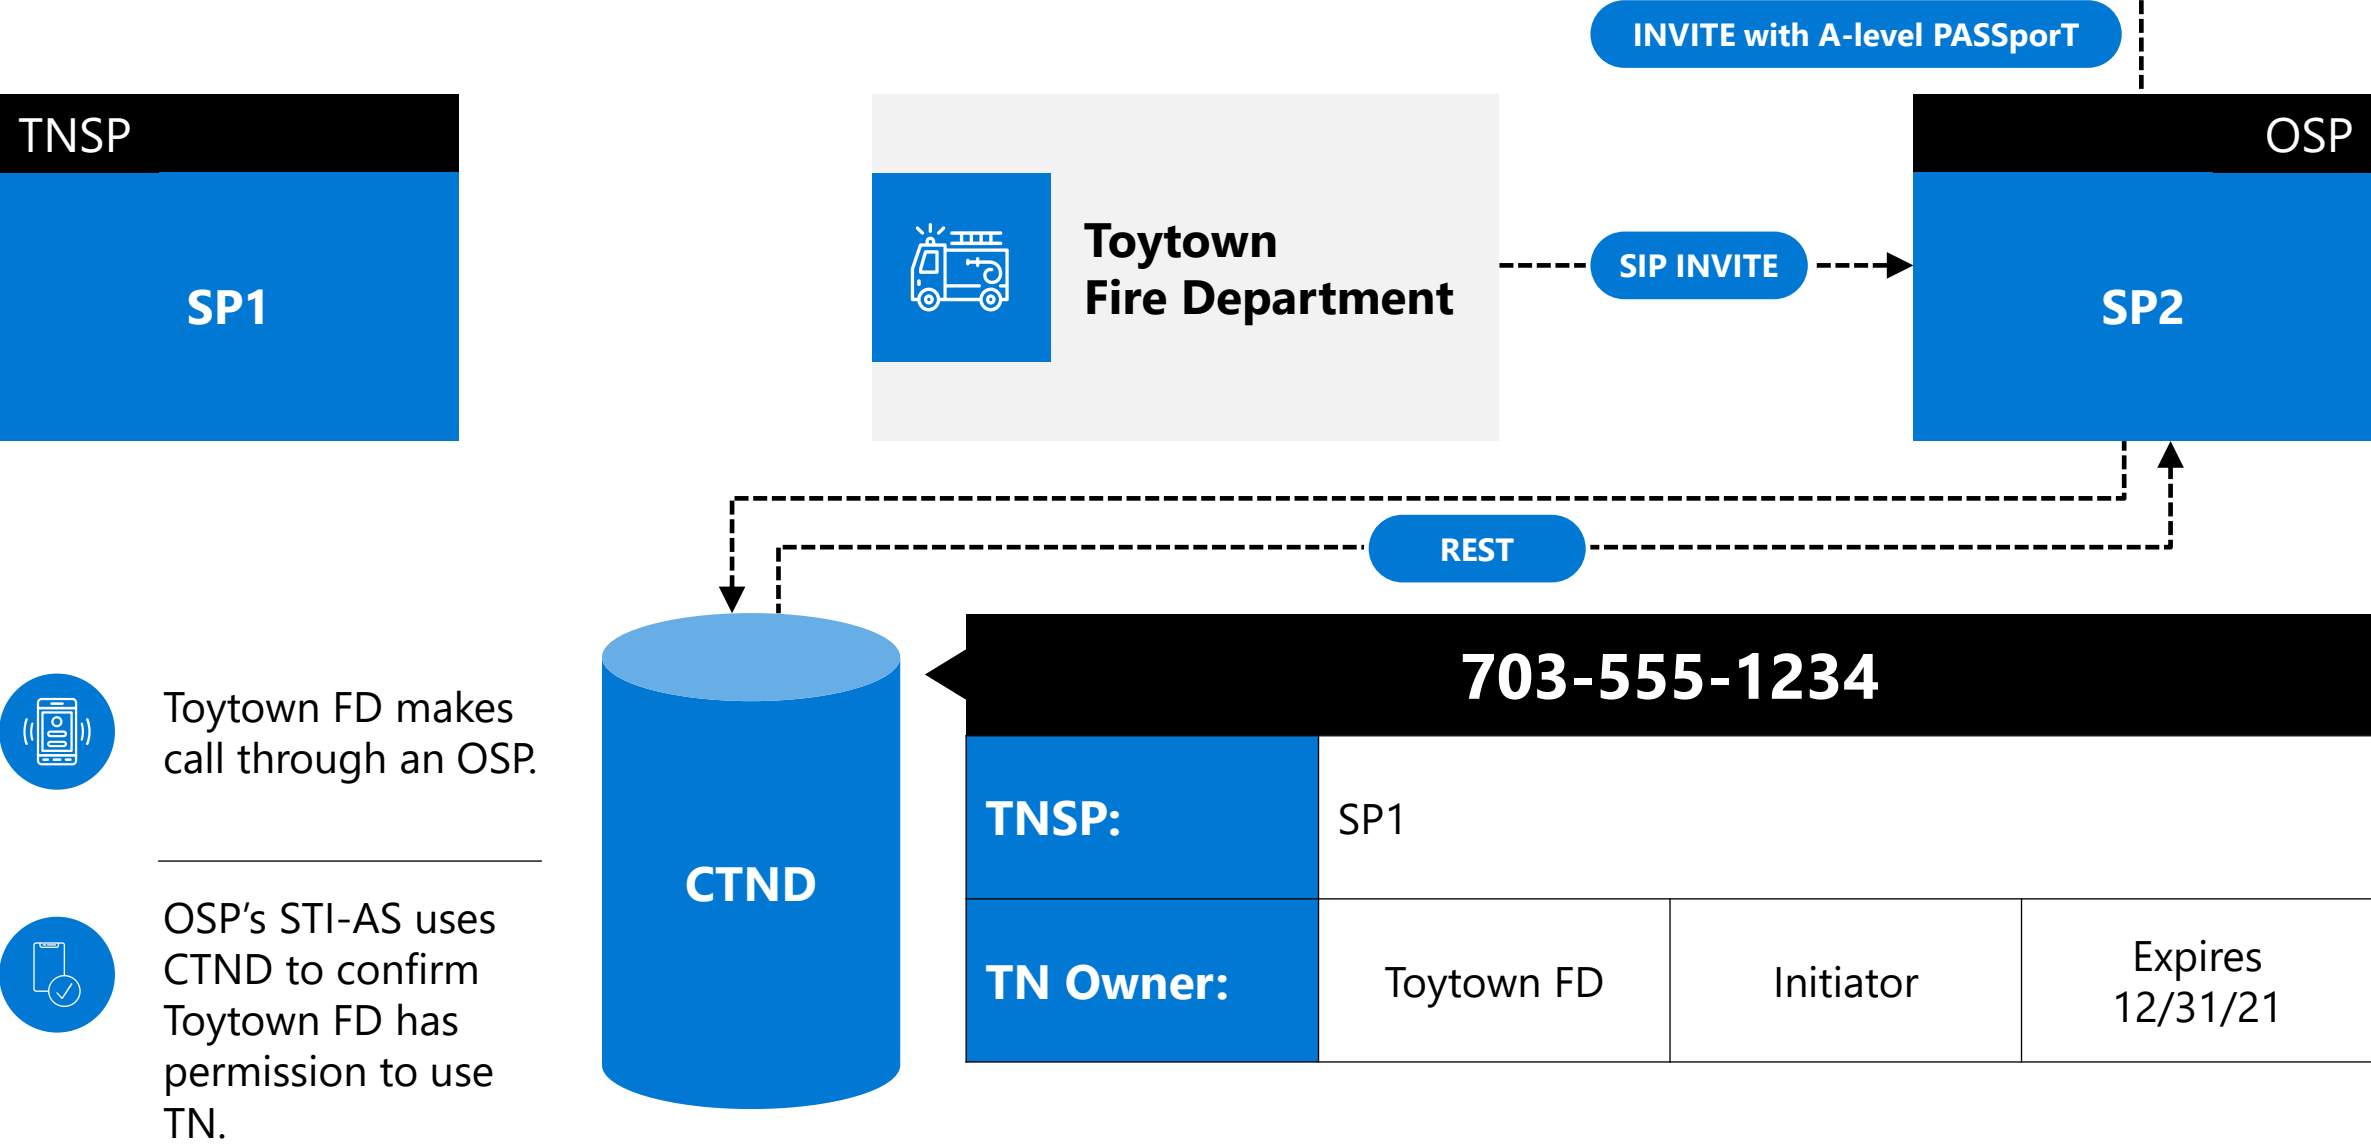 INVITE with A-level PASSporT
TNSP
OSP
SP1
Toytown
Fire Department
SIP INVITE
SP2
REST
Toytown FD makes
call through an OSP.
OSP’s STI-AS uses
CTND to confirm
Toytown FD has
permission to use
TN.
CTND
703-555-1234
TNSP:
SP1
TN Owner:
Toytown FD
Initiator
Expires
12/31/21